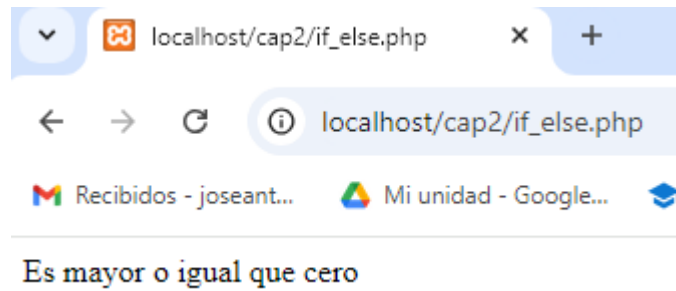 localhost/cap2/if_else.php
localhost/cap2/if_else.php
Recibidos - joseant... Mi unidad - Google...
Es mayor o igual que cero